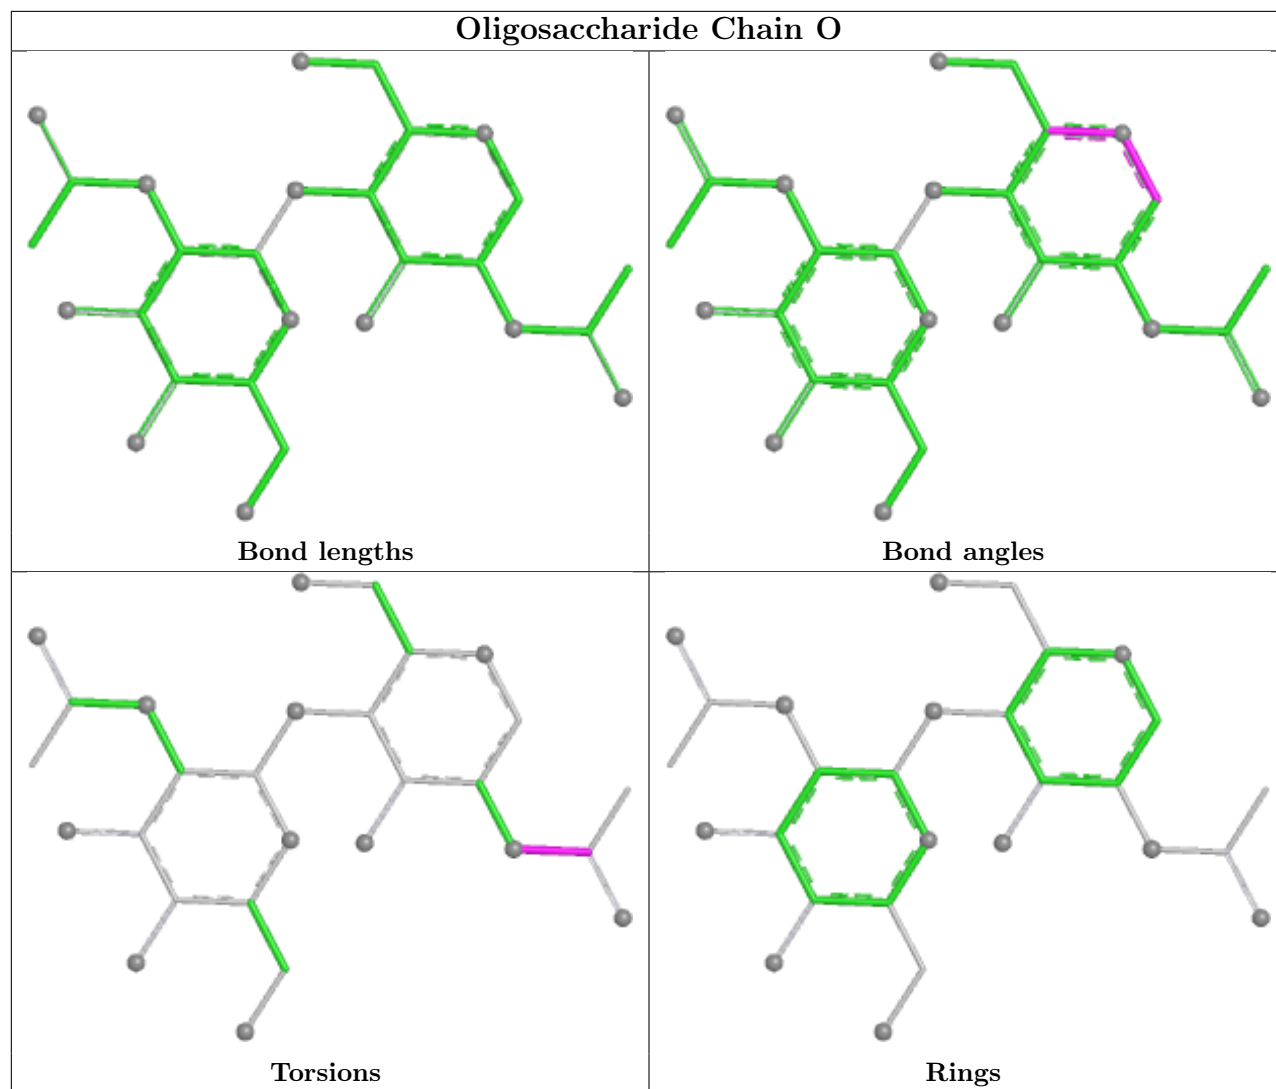 Oligosaccharide Chain O
Bond lengths
Bond angles
Torsions
Rings